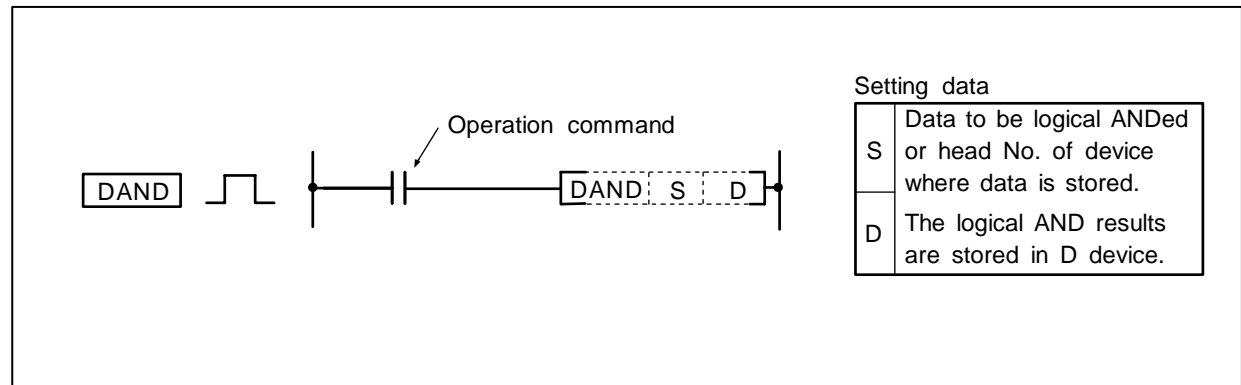 Setting data
Operation command
DAND
DAND S D
S
Data to be logical ANDed
or head No. of device
where data is stored.
D
The logical AND results
are stored in D device.